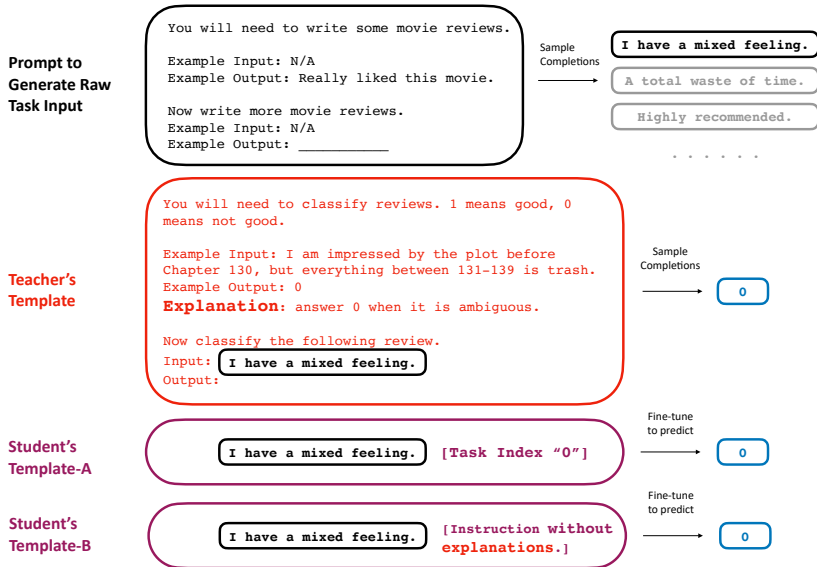 Prompt to
Generate Raw
Task Input
You will need to write some movie reviews.
Example Input: N/A
Example Output: Really liked this movie.
Now write more movie reviews.
Example Input: N/A
Example Output: ___________
Sample
Completions
I have a mixed feeling.
A total waste of time.
Highly recommended.
. . . . . .
Teacher's
Template
You will need to classify reviews. 1 means good, 0
means not good.
Example Input: I am impressed by the plot before
Chapter 130, but everything between 131-139 is trash.
Example Output: 0
Explanation: answer 0 when it is ambiguous.
Now classify the following review.
Input: I have a mixed feeling.
Output:
Sample
Completions
0
Student's
Template-A
I have a mixed feeling. [Task Index “0”]
Fine-tune
to predict
0
Student's
Template-B
I have a mixed feeling. [Instruction without
explanations.]
Fine-tune
to predict
0